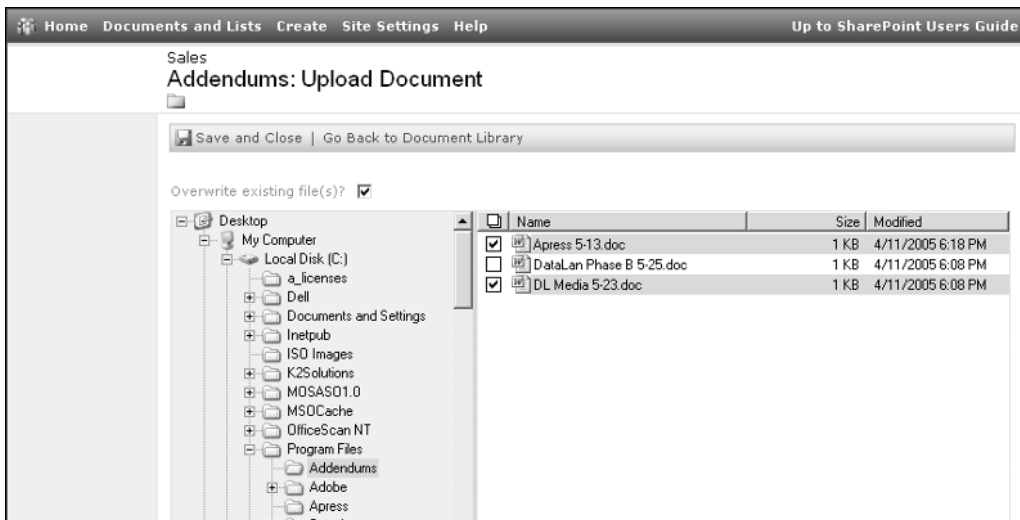 Home Documents and Lists Create Site Settings Help Up to SharePoint Users Guide
Sales
Addendums: Upload Document
Save and Close | Go Back to Document Library
Overwrite existing file(s)?
Desktop
My Computer
Local Disk (C:)
a_licenses
Dell
Documents and Settings
Inetpub
ISO Images
K2Solutions
MOSASO1.0
MSOCache
OfficeScan NT
Program Files
Addendums
Adobe
Apress
Name Size Modified
Apress 5-13.doc 1 KB 4/11/2005 6:18 PM
DataLan Phase B 5-25.doc 1 KB 4/11/2005 6:08 PM
DL Media 5-23.doc 1 KB 4/11/2005 6:08 PM